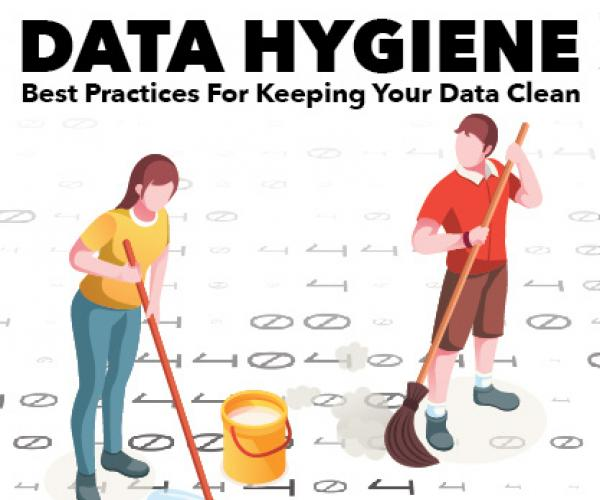 DATA HYGIENE
Best Practices For Keeping Your Data Clean